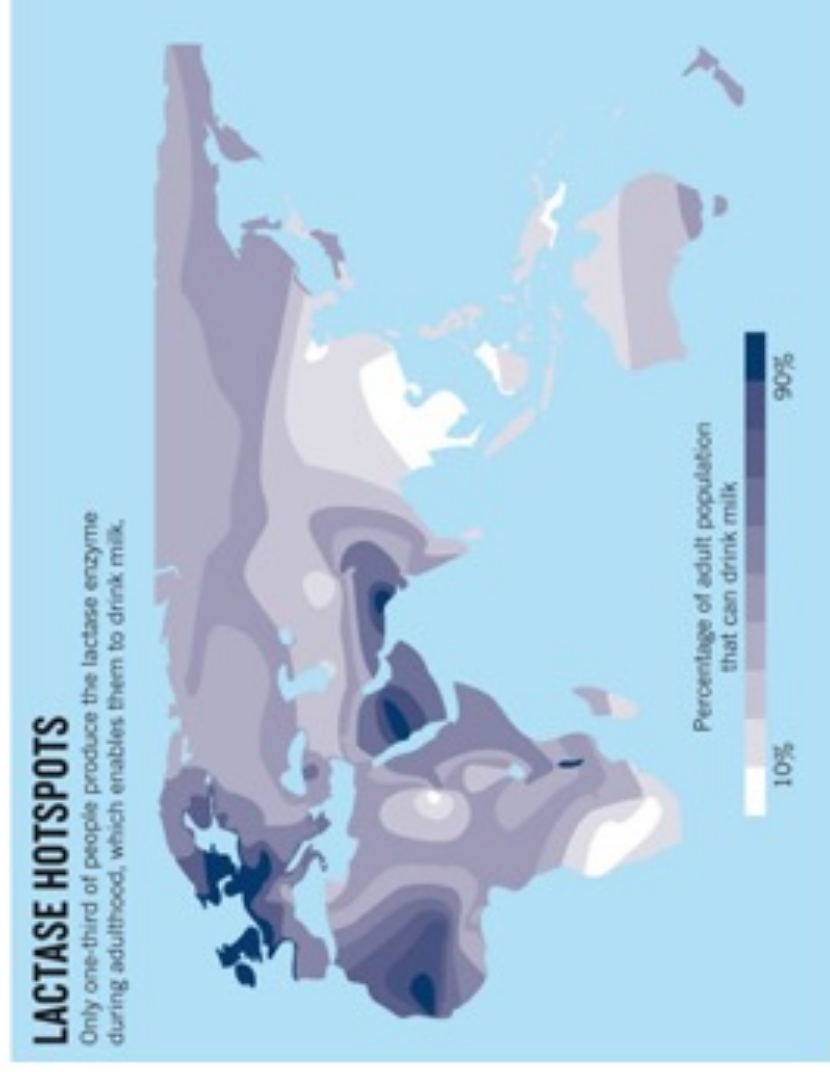 LACTASE HOTSPOTS
Only one-third of people produce the lactase enzyme
during adulthood, which enables them to drink milk.
Percentage of adult population
that can drink milk
10%
90%